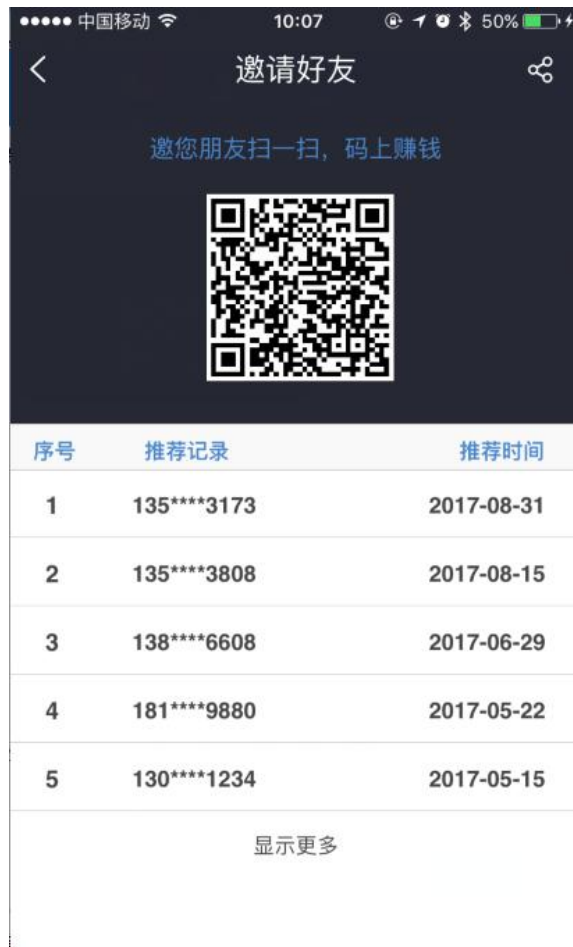 中国移动 10:07 50%
邀请好友
邀您朋友扫一扫，码上赚钱
序号 推荐记录 推荐时间
1 135****3173 2017-08-31
2 135****3808 2017-08-15
3 138****6608 2017-06-29
4 181****9880 2017-05-22
5 130****1234 2017-05-15
显示更多